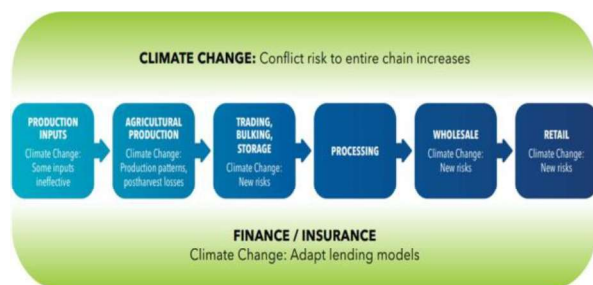 CLIMATE CHANGE: Conflict risk to entire chain increases
PRODUCTION
INPUTS
Climate Change:
Some inputs
ineffective
AGRICULTURAL
PRODUCTION
Climate Change:
Production patterns,
postharvest losses
TRADING,
BULKING,
STORAGE
Climate Change:
New risks
PROCESSING
WHOLESALE
Climate Change:
New risks
RETAIL
Climate Change:
New risks
FINANCE / INSURANCE
Climate Change: Adapt lending models